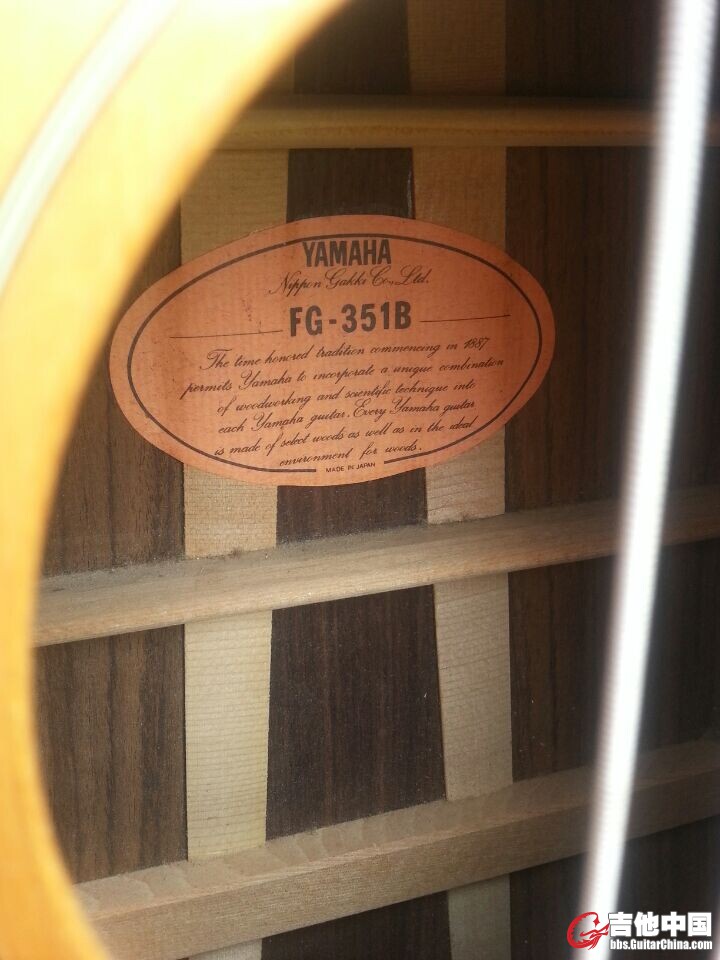 YAMAHA
Nippon Gakki Co., Ltd.
FG-351B
The time honored tradition commencing in 1887
permits Yamaha to incorporate a unique combination
of woodworking and scientific technique into
each Yamaha guitar. Every Yamaha guitar
is made of select woods as well as in the ideal
environment for woods.
MADE IN JAPAN
吉他中国
bbs.GuitarChina.com